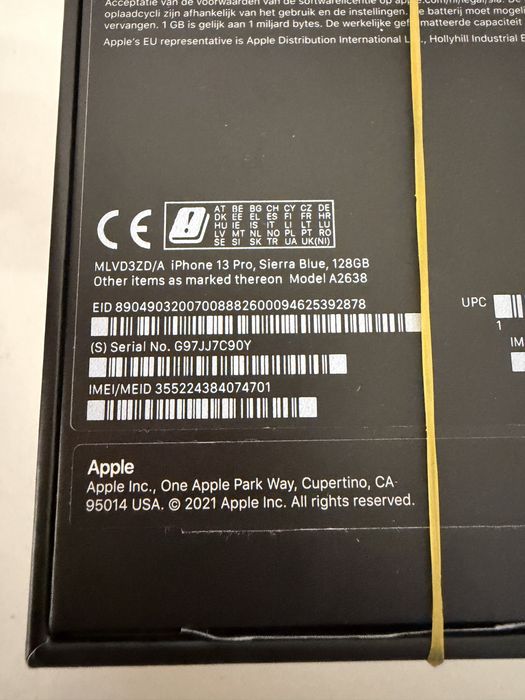 Acceptatie van de voorwaarden van de softwarelicentie op apple.com/nl/legal/sla.
oplaadcycli zijn afhankelijk van het gebruik en de instellingen. De batterij moet mogeli
vervangen. 1 GB is gelijk aan 1 miljard bytes. De werkelijke geformatteerde capaciteit
Apple's EU representative is Apple Distribution International L., Hollyhill Industrial E
CE
AT BE BG CH CY CZ DE
DK EE EL ES FI FR HR
HU IE IS IT LI LT LU
LV MT NL NO PL PT RO
SE SI SK TR UA UK(NI)
MLVD3ZD/A iPhone 13 Pro, Sierra Blue, 128GB
Other items as marked thereon Model A2638
EID 89049032007008882600094625392878
UPC
1
(S) Serial No. G97JJ7C90Y
IM
IMEI/MEID 355224384074701
Apple
Apple Inc., One Apple Park Way, Cupertino, CA
95014 USA. © 2021 Apple Inc. All rights reserved.